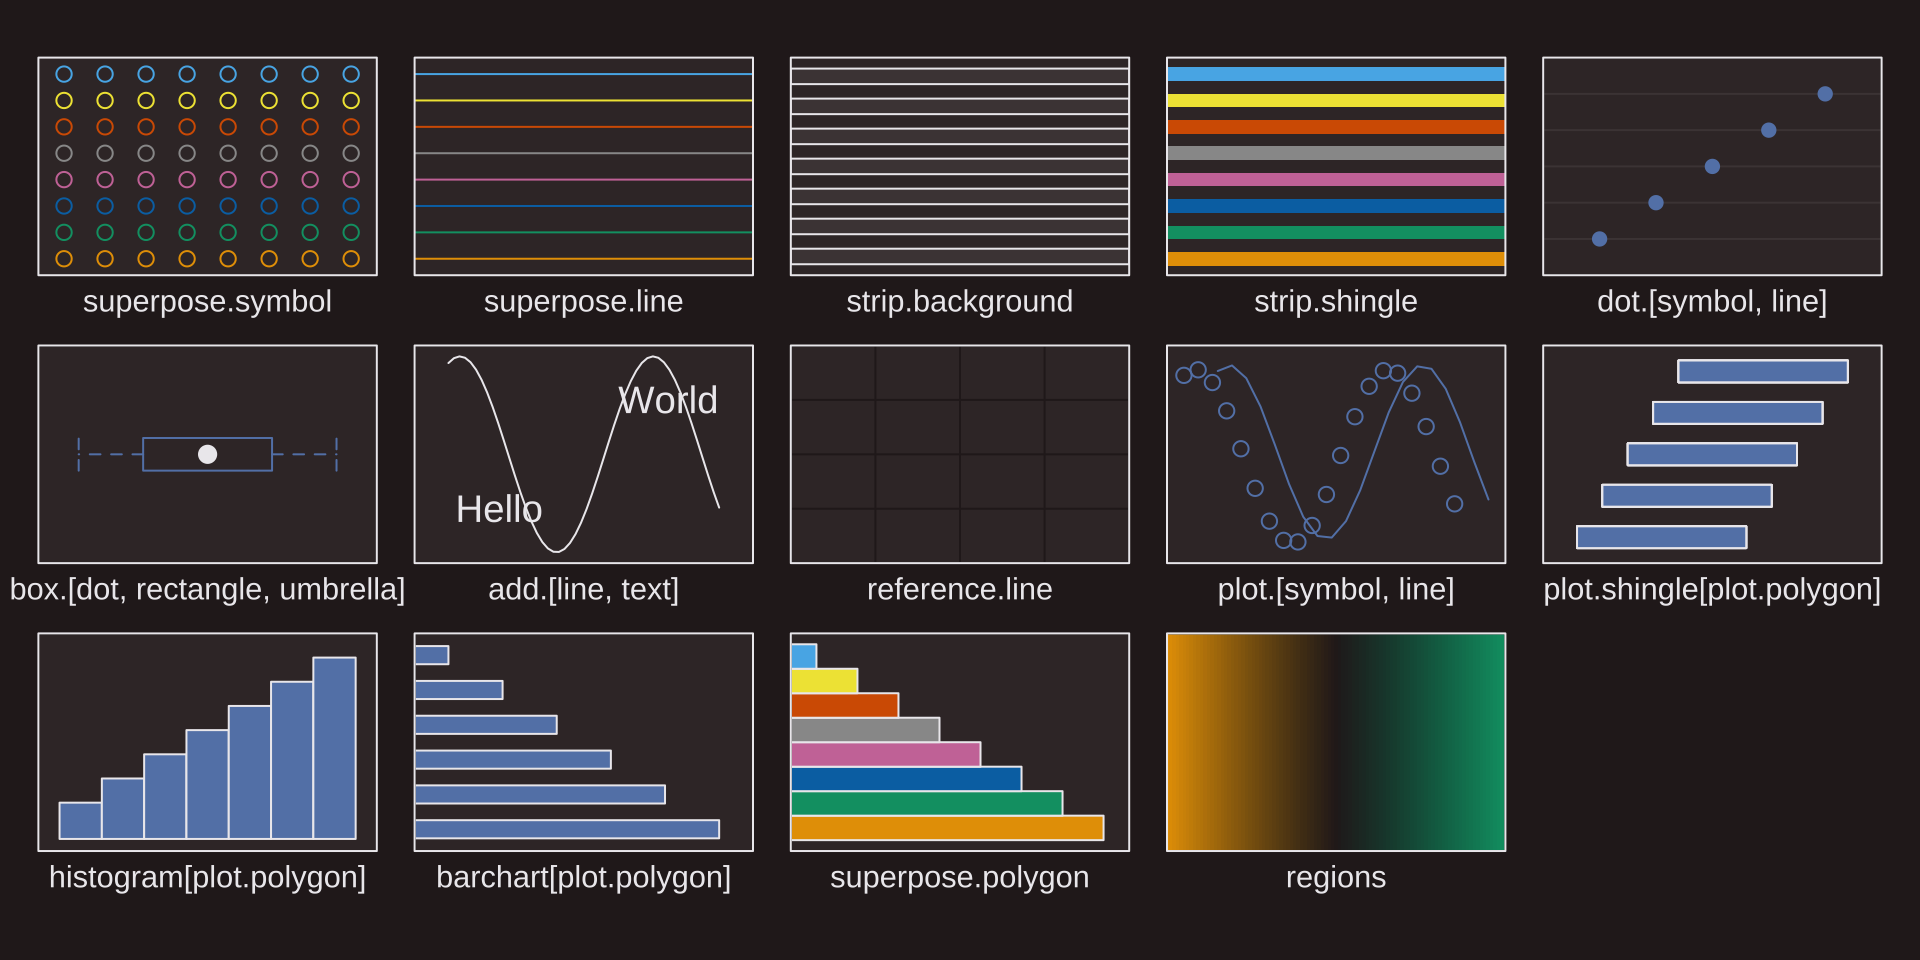 superpose.symbol
superpose.line
strip.background
strip.shingle
dot.[symbol, line]
World
Hello
box.[dot, rectangle, umbrella]
add.[line, text]
reference.line
plot.[symbol, line]
plot.shingle[plot.polygon]
histogram[plot.polygon]
barchart[plot.polygon]
superpose.polygon
regions